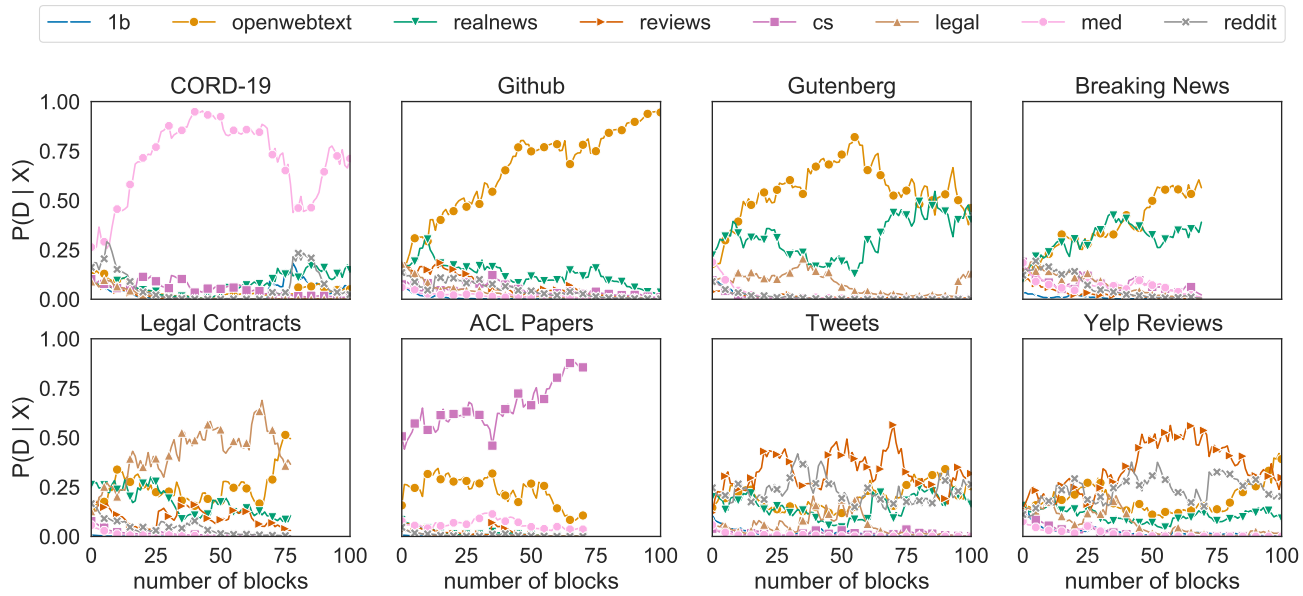 1b openwebtext realnews reviews cs legal med reddit
CORD-19 Github Gutenberg Breaking News
P(D | X)
1.00
0.75
0.50
0.25
0.00
Legal Contracts ACL Papers Tweets Yelp Reviews
P(D | X)
1.00
0.75
0.50
0.25
0.00
0 25 50 75 100 0 25 50 75 100 0 25 50 75 100 0 25 50 75 100
number of blocks number of blocks number of blocks number of blocks